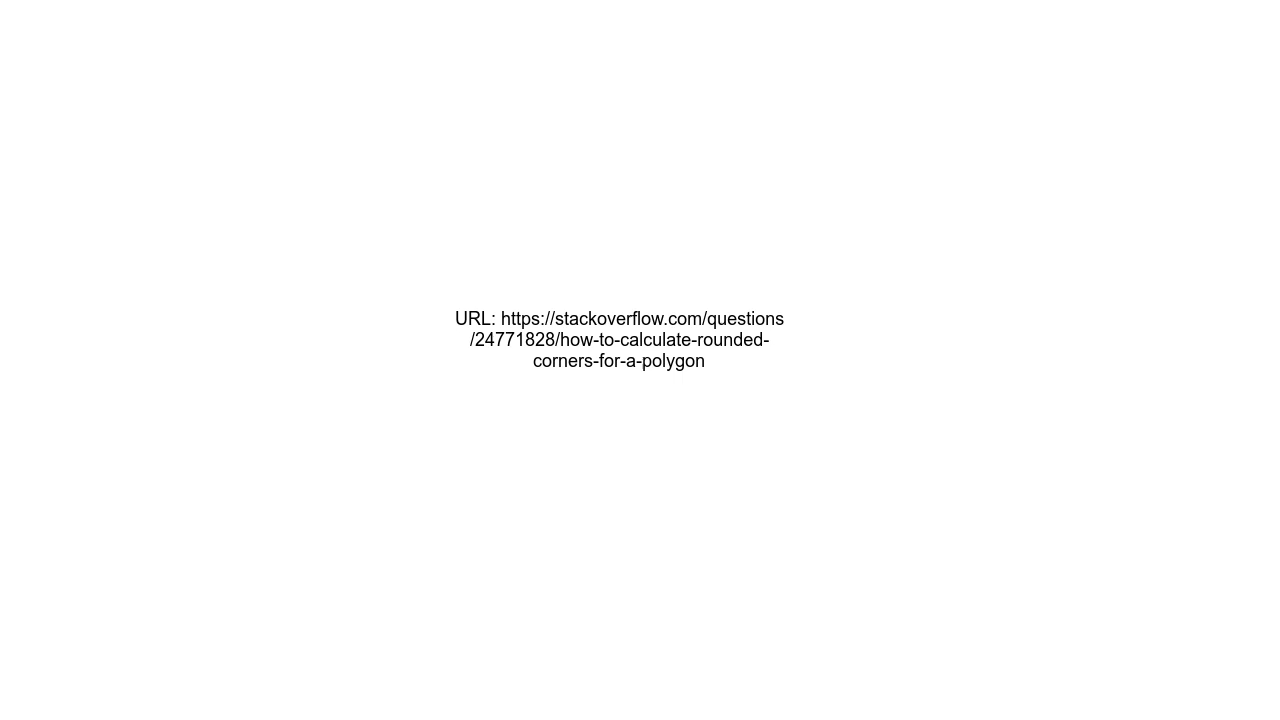 URL: https://stackoverflow.com/questions
/24771828/how-to-calculate-rounded-
corners-for-a-polygon